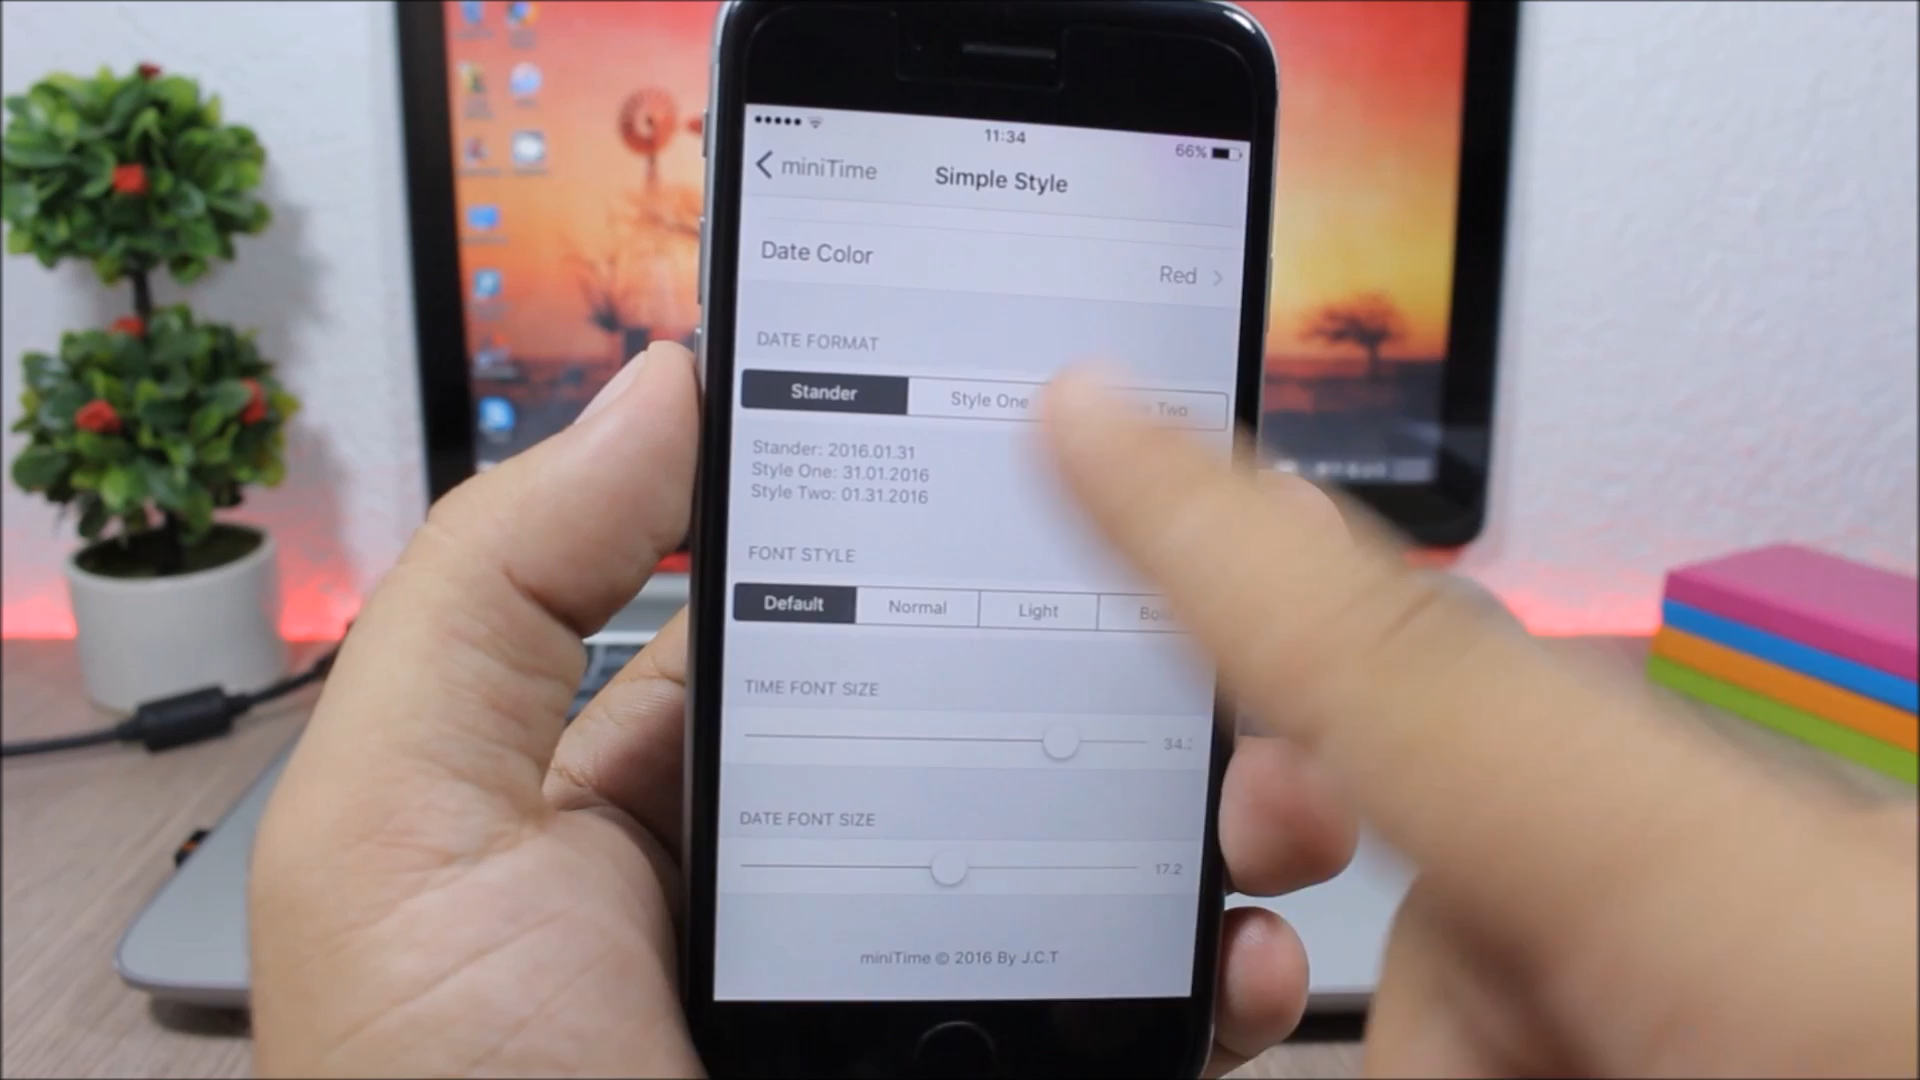 11:34
66%
miniTime
Simple Style
Date Color
Red
DATE FORMAT
Stander
Style One
Two
Stander: 2016.01.31
Style One: 31.01.2016
Style Two: 01.31.2016
FONT STYLE
Default
Normal
Light
TIME FONT SIZE
DATE FONT SIZE
17.2
miniTime © 2016 By J.C.T